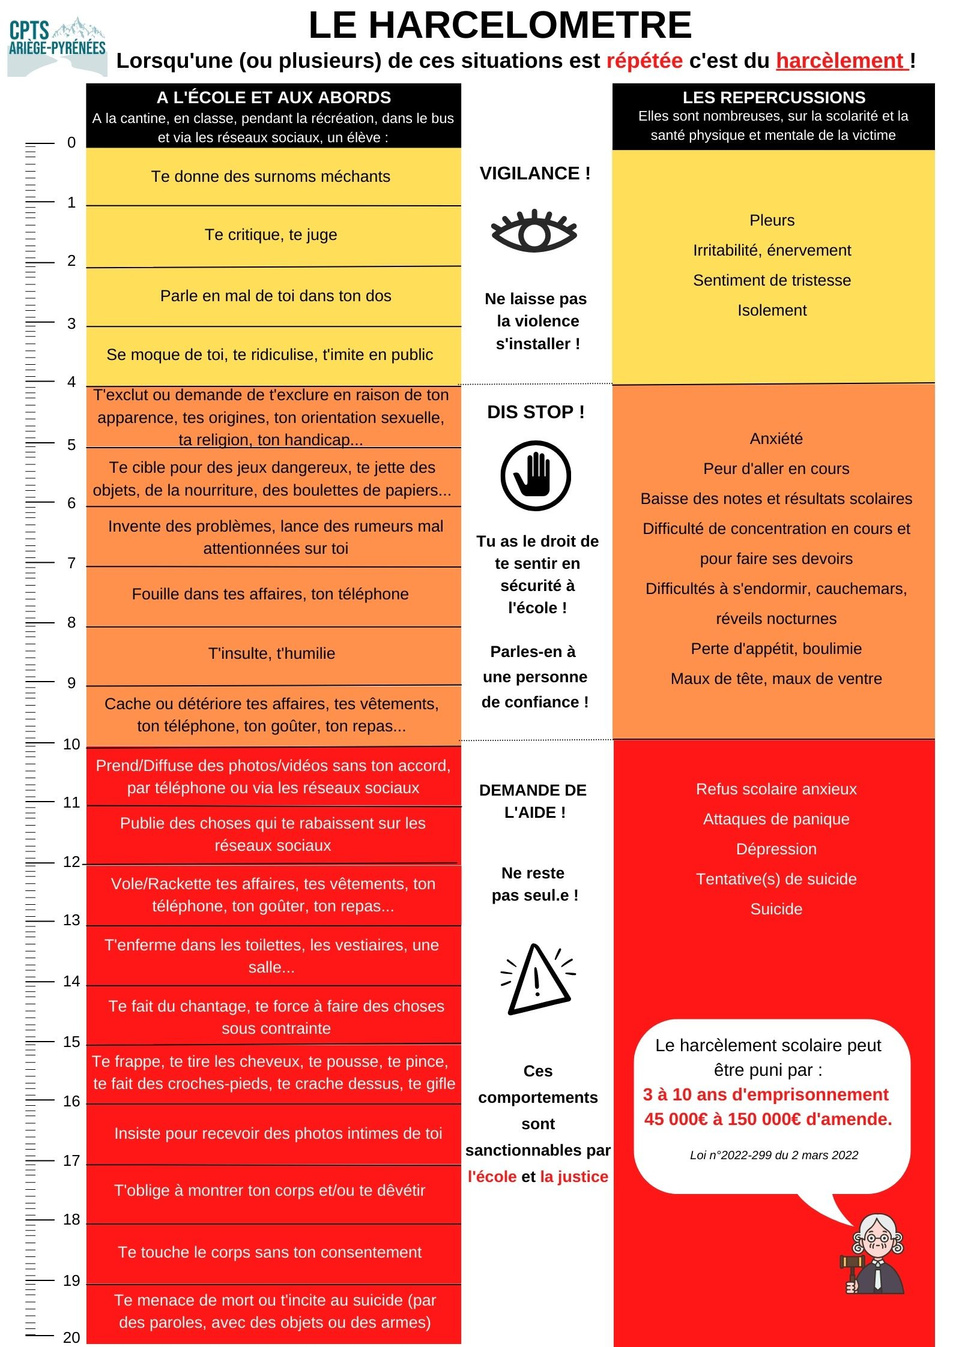 CPTS
ARIÈGE-PYRÉNÉES
LE HARCELOMETRE
Lorsqu'une (ou plusieurs) de ces situations est répétée c'est du harcèlement !
A L'ÉCOLE ET AUX ABORDS
A la cantine, en classe, pendant la récréation, dans le bus
et via les réseaux sociaux, un élève :
0
Te donne des surnoms méchants
1
Te critique, te juge
2
Parle en mal de toi dans ton dos
3
Se moque de toi, te ridiculise, t'imite en public
4
T'exclut ou demande de t'exclure en raison de ton
apparence, tes origines, ton orientation sexuelle,
ta religion, ton handicap...
5
Te cible pour des jeux dangereux, te jette des
objets, de la nourriture, des boulettes de papiers...
6
Invente des problèmes, lance des rumeurs mal
attentionnées sur toi
7
Fouille dans tes affaires, ton téléphone
8
T'insulte, t'humilie
9
Cache ou détériore tes affaires, tes vêtements,
ton téléphone, ton goûter, ton repas...
10
Prend/Diffuse des photos/vidéos sans ton accord,
par téléphone ou via les réseaux sociaux
11
Publie des choses qui te rabaissent sur les
réseaux sociaux
12
Vole/Rackette tes affaires, tes vêtements, ton
téléphone, ton goûter, ton repas...
13
T'enferme dans les toilettes, les vestiaires, une
salle...
14
Te fait du chantage, te force à faire des choses
sous contrainte
15
Te frappe, te tire les cheveux, te pousse, te pince,
te fait des croches-pieds, te crache dessus, te gifle
16
Insiste pour recevoir des photos intimes de toi
17
T'oblige à montrer ton corps et/ou te dêvétir
18
Te touche le corps sans ton consentement
19
Te menace de mort ou t'incite au suicide (par
des paroles, avec des objets ou des armes)
20
VIGILANCE !
Ne laisse pas
la violence
s'installer !
DIS STOP !
Tu as le droit de
te sentir en
sécurité à
l'école !
Parles-en à
une personne
de confiance !
DEMANDE DE
L'AIDE !
Ne reste
pas seul.e !
Ces
comportements
sont
sanctionnables par
l'école et la justice
LES REPERCUSSIONS
Elles sont nombreuses, sur la scolarité et la
santé physique et mentale de la victime
Pleurs
Irritabilité, énervement
Sentiment de tristesse
Isolement
Anxiété
Peur d'aller en cours
Baisse des notes et résultats scolaires
Difficulté de concentration en cours et
pour faire ses devoirs
Difficultés à s'endormir, cauchemars,
réveils nocturnes
Perte d'appétit, boulimie
Maux de tête, maux de ventre
Refus scolaire anxieux
Attaques de panique
Dépression
Tentative(s) de suicide
Suicide
Le harcèlement scolaire peut
être puni par :
3 à 10 ans d'emprisonnement
45 000€ à 150 000€ d'amende.
Loi n°2022-299 du 2 mars 2022